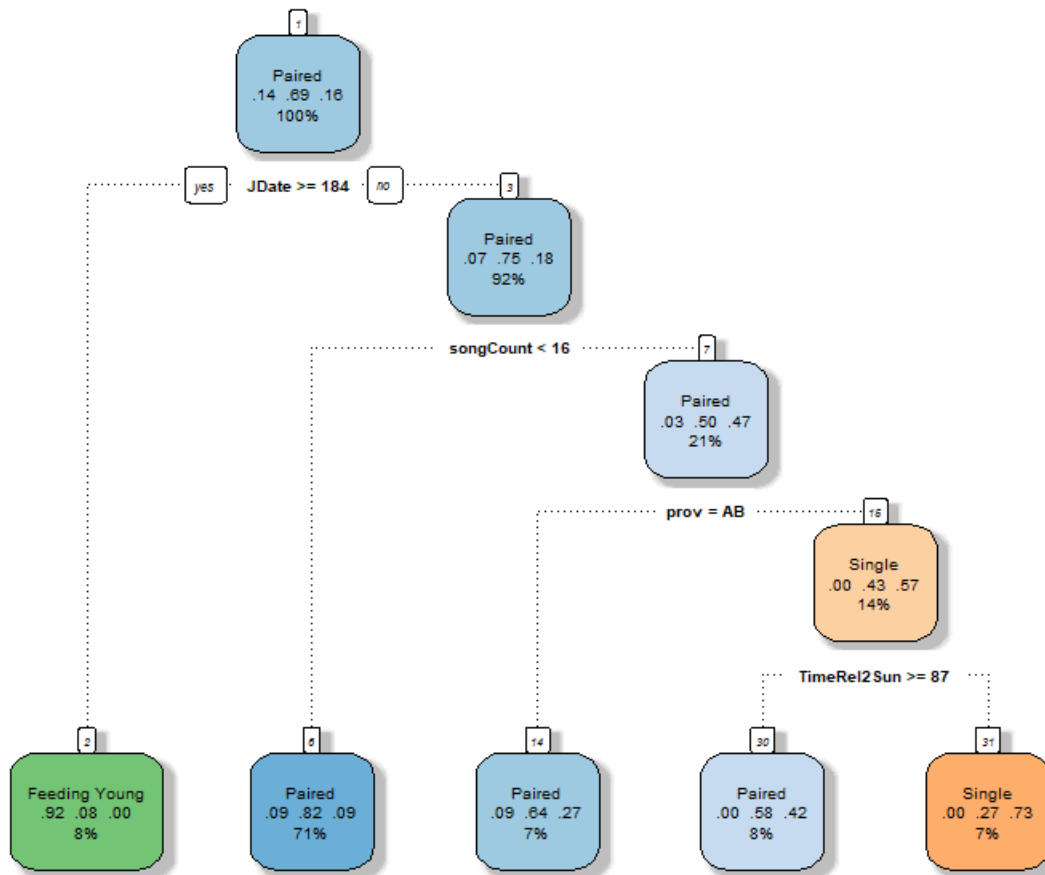 1
Paired
.14 .69 .16
100%
yes JDate >= 184 no
3
Paired
.07 .75 .18
92%
songCount < 16
7
Paired
.03 .50 .47
21%
prov = AB
15
Single
.00 .43 .57
14%
TimeRel2Sun >= 87
2
Feeding Young
.92 .08 .00
8%
6
Paired
.09 .82 .09
71%
14
Paired
.09 .64 .27
7%
30
Paired
.00 .58 .42
8%
31
Single
.00 .27 .73
7%